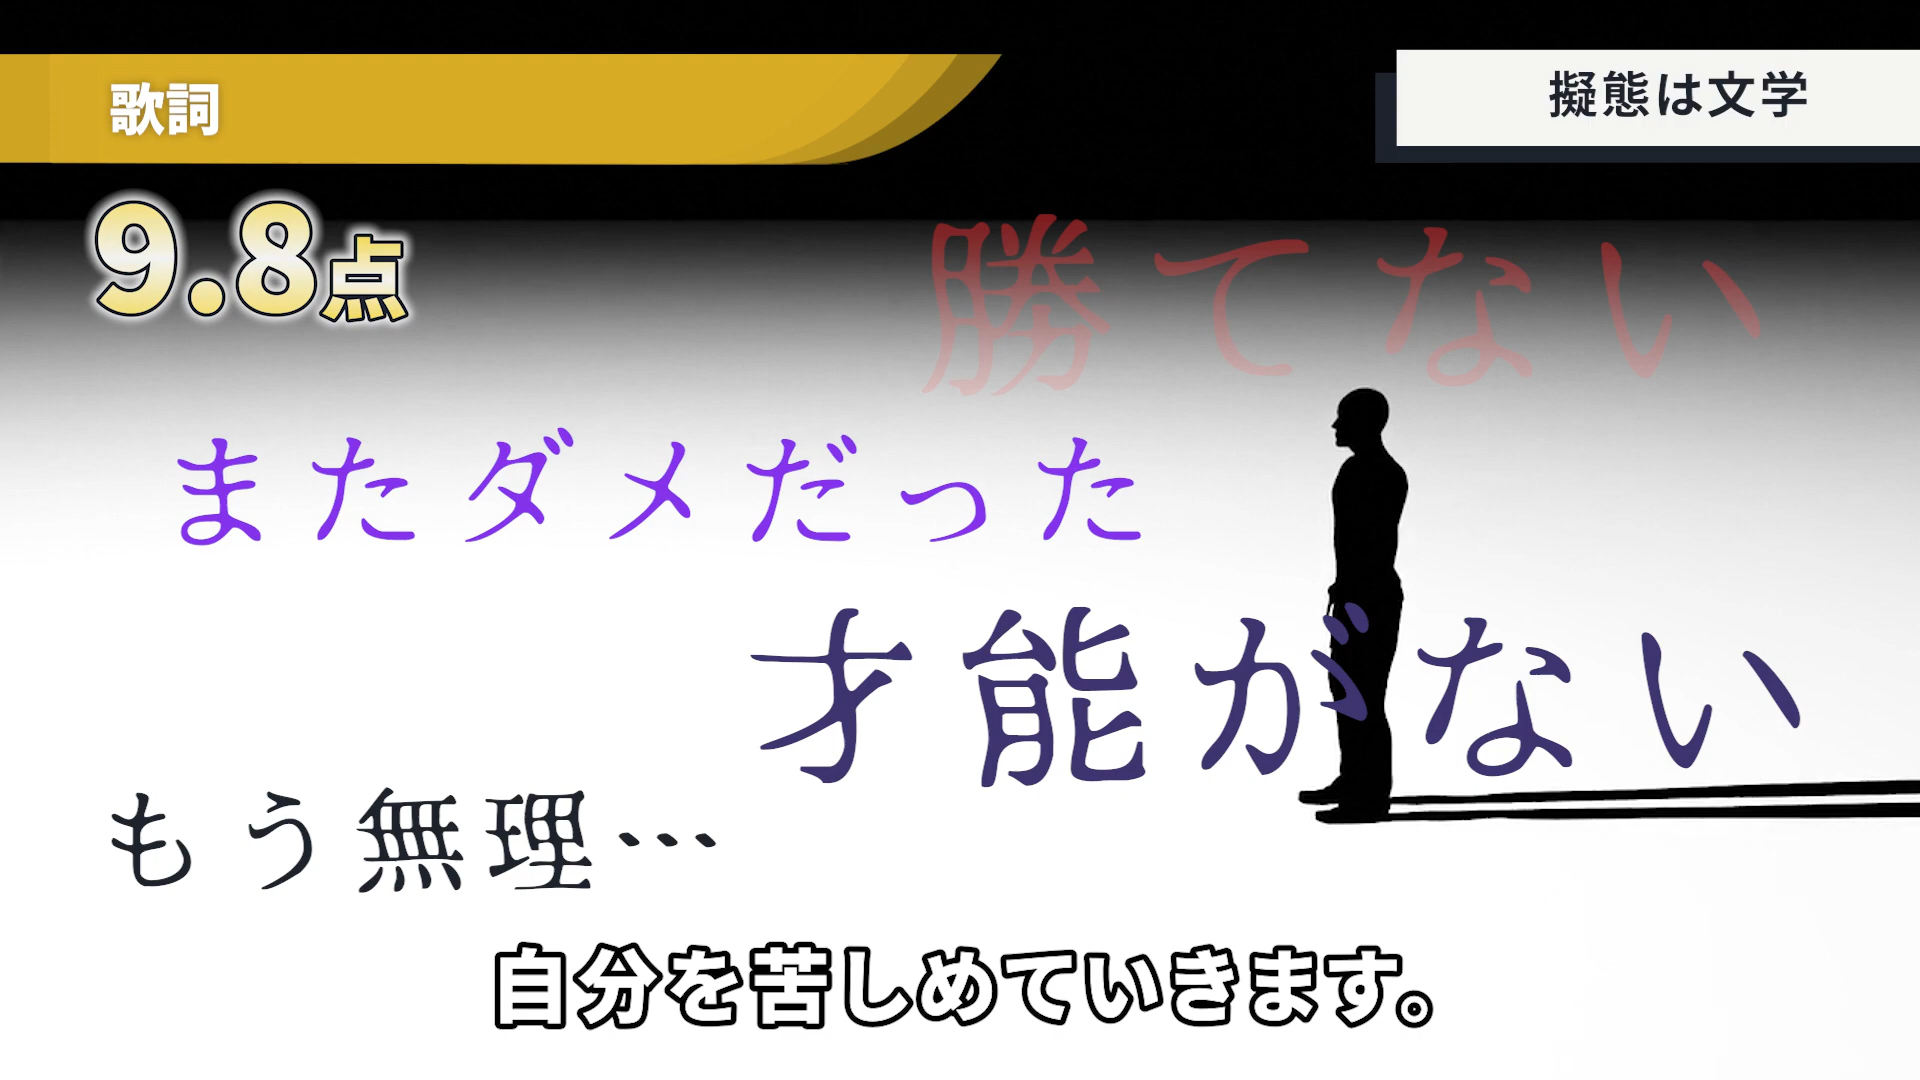 歌詞
擬態は文学
9.8点
勝てない
まだダメだった
才能がない
もう無理…
自分を苦しめていきます。